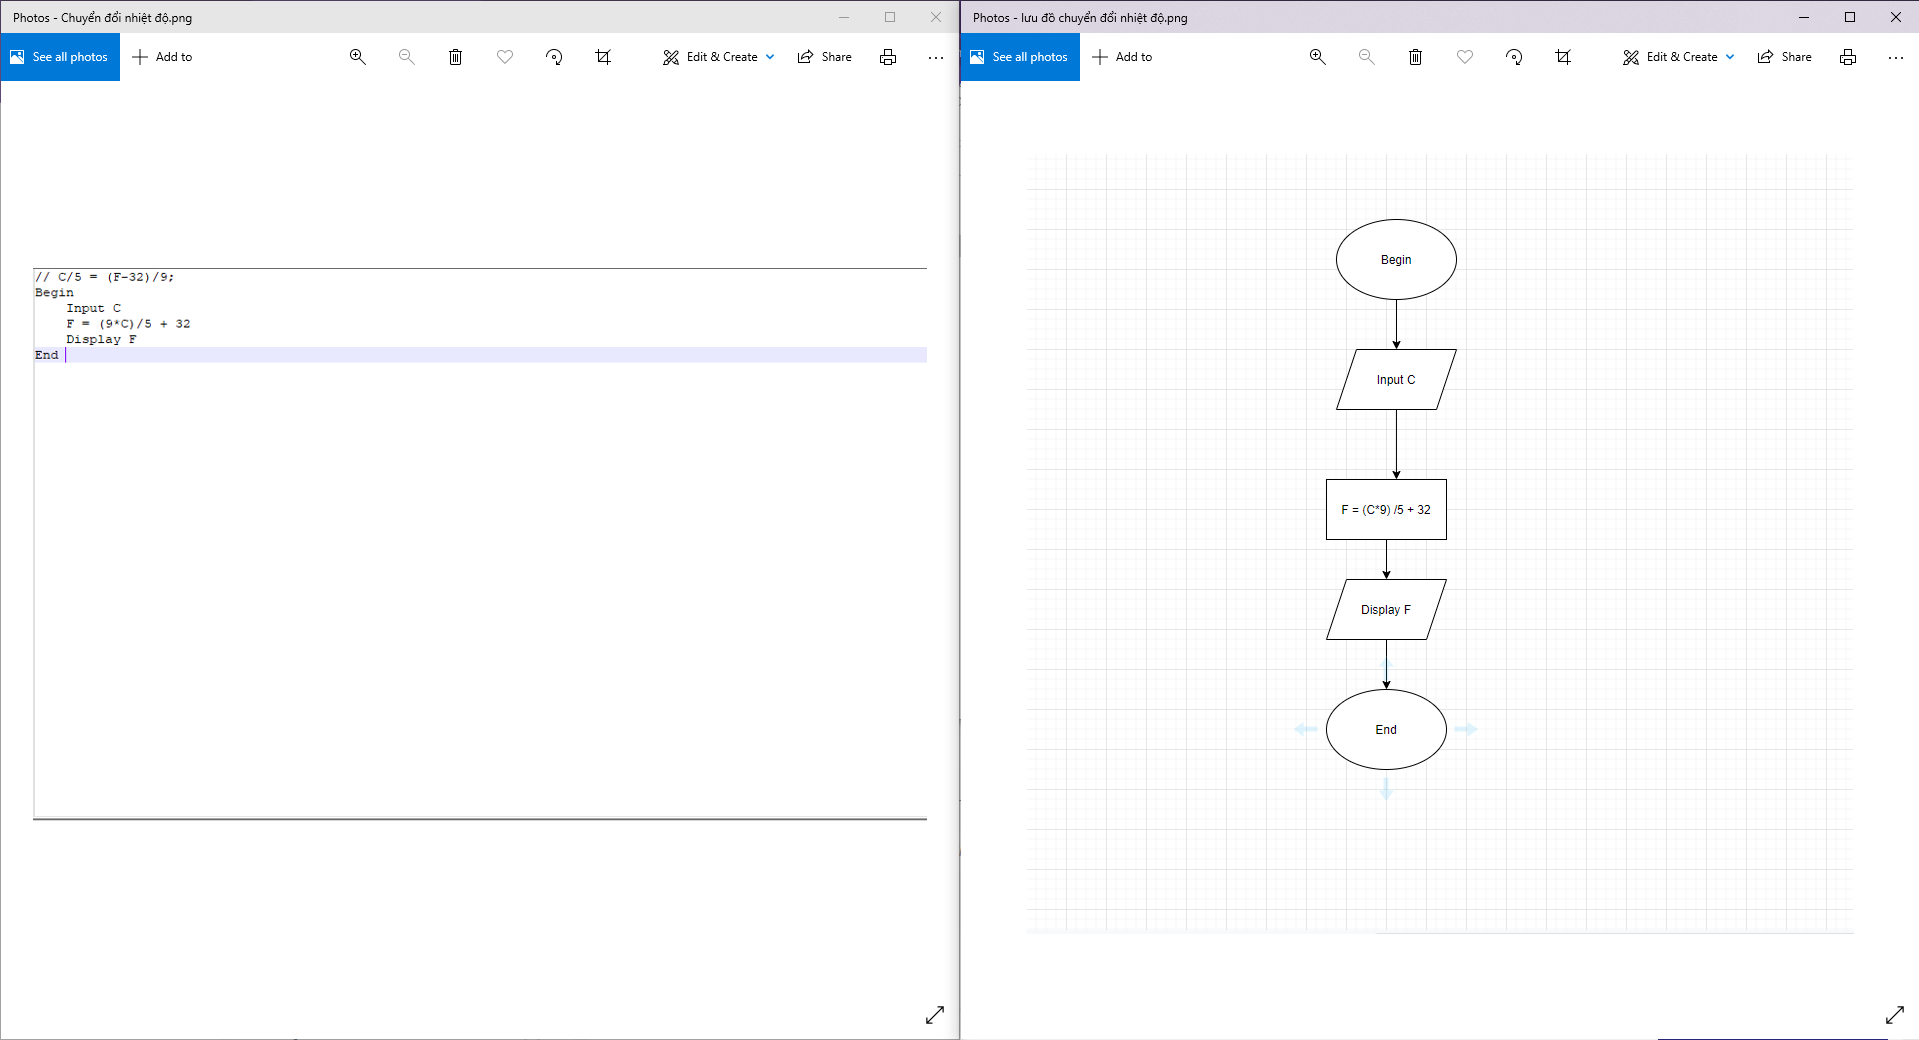 Photos - Chuyển đổi nhiệt độ.png
See all photos
Add to
Edit & Create
Share
// C/5 = (F-32)/9;
Begin
Input C
F = (9*C)/5 + 32
Display F
End
Photos - lưu đồ chuyển đổi nhiệt độ.png
See all photos
Add to
Edit & Create
Share
Begin
Input C
F = (C*9) /5 + 32
Display F
End